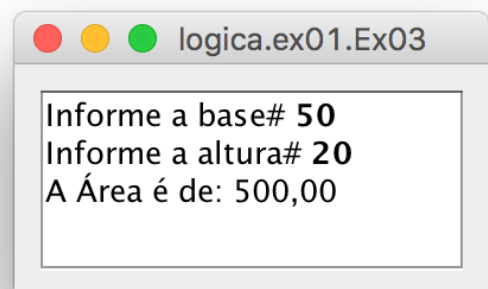 logica.ex01.Ex03
Informe a base# 50
Informe a altura# 20
A Área é de: 500,00